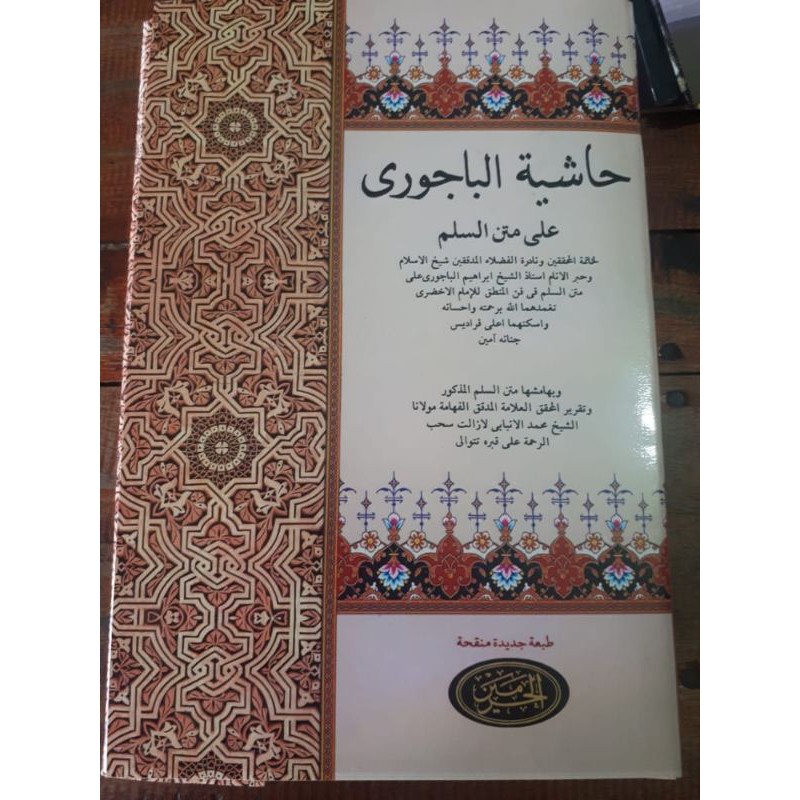 حاشية الباجورى
على متن السلم
لخاتمة المحققين ونادرة الفضلاء المدققين شيخ الاسلام
وحبر الانام استاذ الشيخ ابراهيم الباجورى على
متن السلم فى فن المنطق للإمام الاخضرى
تغمدهما الله برحمته واحسانه
واسكنهما اعلى فراديس
جنانه آمين
وبهامشها متن السلم المذكور
وتقرير المحقق العلامة المدقق الفهامة مولانا
الشيخ محمد الانبابى لازالت سحب
الرحمة على قبره تتوالى
طبعة جديدة منقحة
الحرمين